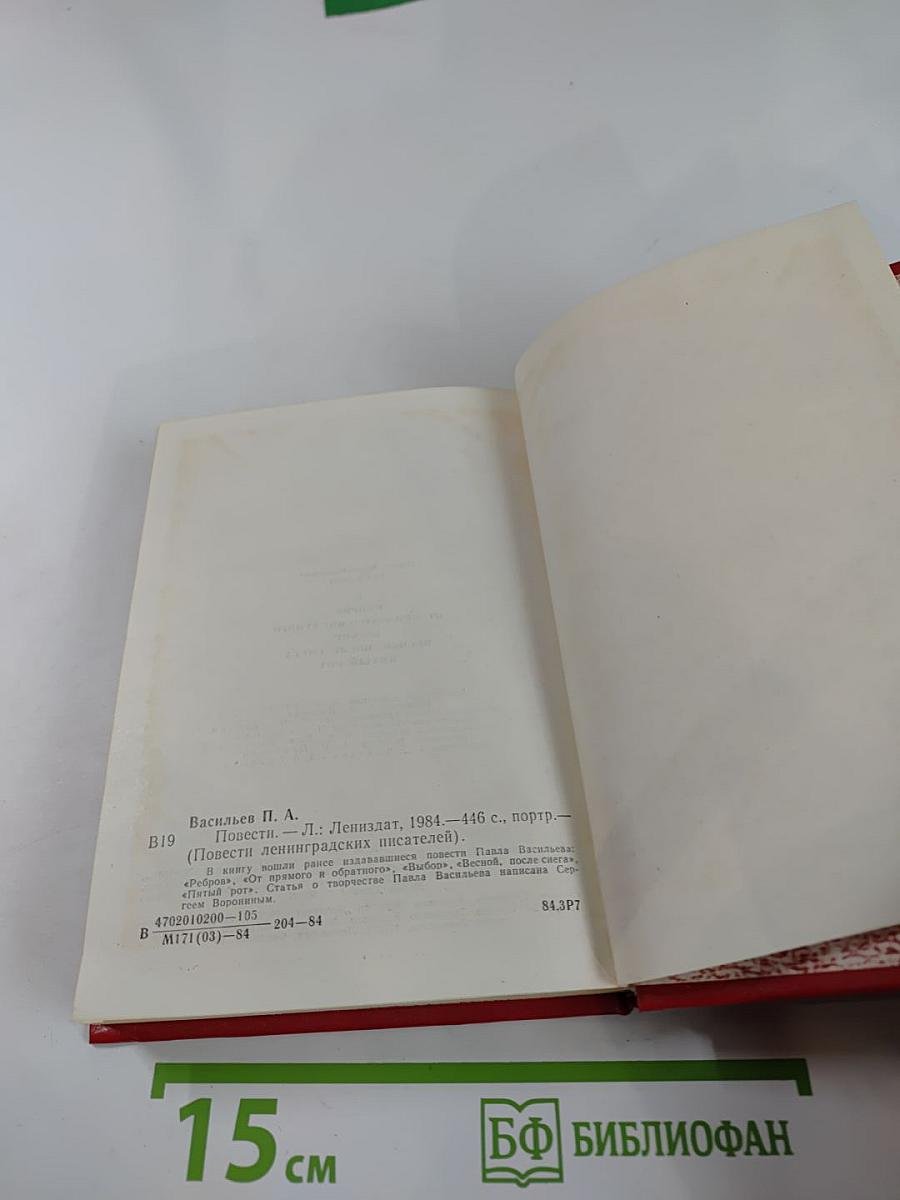 Васильев П. А.
В19 Повести. — Л.: Лениздат, 1984.—446 с., портр.—
(Повести ленинградских писателей).
В книгу вошли ранее издававшиеся повести Павла Васильева:
«Ребров», «От прямого и обратного», «Выбор», «Весной, после снега»,
«Пятый рот». Статья о творчестве Павла Васильева написана Сер-
геем Ворониным.
В 4702010200—105
М171(03)—84
204—84
84.3Р7
15 см
БФ БИБЛИОФАН